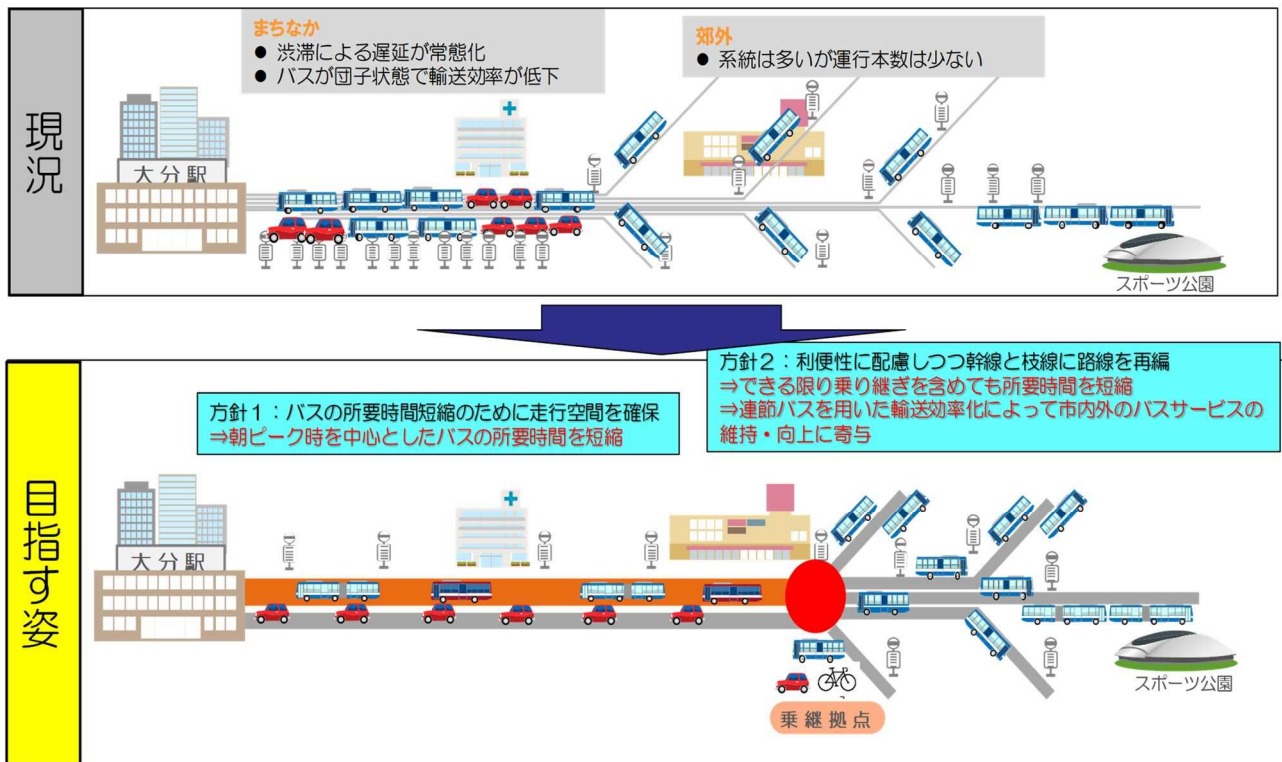 現況
まちなか
● 渋滞による遅延が常態化
● バスが団子状態で輸送効率が低下
郊外
● 系統は多いが運行本数は少ない
大分駅
スポーツ公園
目指す姿
方針1：バスの所要時間短縮のために走行空間を確保
⇒朝ピーク時を中心としたバスの所要時間を短縮
方針2：利便性に配慮しつつ幹線と枝線に路線を再編
⇒できる限り乗り継ぎを含めても所要時間を短縮
⇒連節バスを用いた輸送効率化によって市内外のバスサービスの
維持・向上に寄与
大分駅
スポーツ公園
乗継拠点